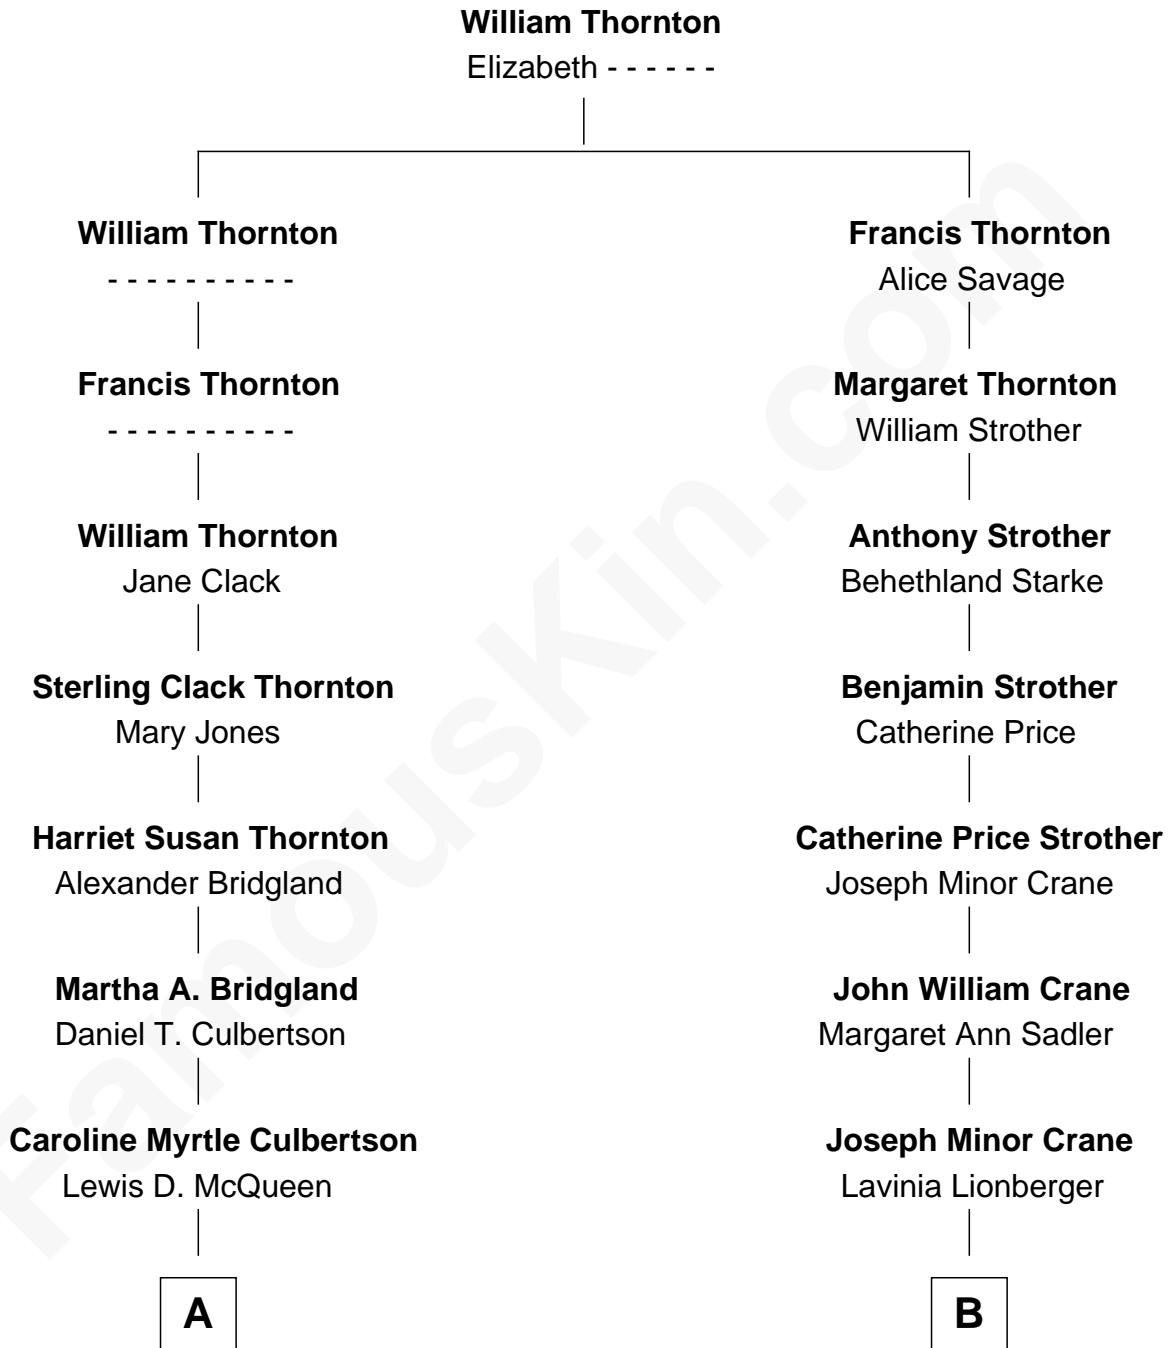 William Thornton
Elizabeth - - - - - -
William Thornton
- - - - - - - - - -
Francis Thornton
- - - - - - - - - -
William Thornton
Jane Clack
Sterling Clack Thornton
Mary Jones
Harriet Susan Thornton
Alexander Bridgland
Martha A. Bridgland
Daniel T. Culbertson
Caroline Myrtle Culbertson
Lewis D. McQueen
A
Francis Thornton
Alice Savage
Margaret Thornton
William Strother
Anthony Strother
Behethland Starke
Benjamin Strother
Catherine Price
Catherine Price Strother
Joseph Minor Crane
John William Crane
Margaret Ann Sadler
Joseph Minor Crane
Lavinia Lionberger
B
FamousKin.com